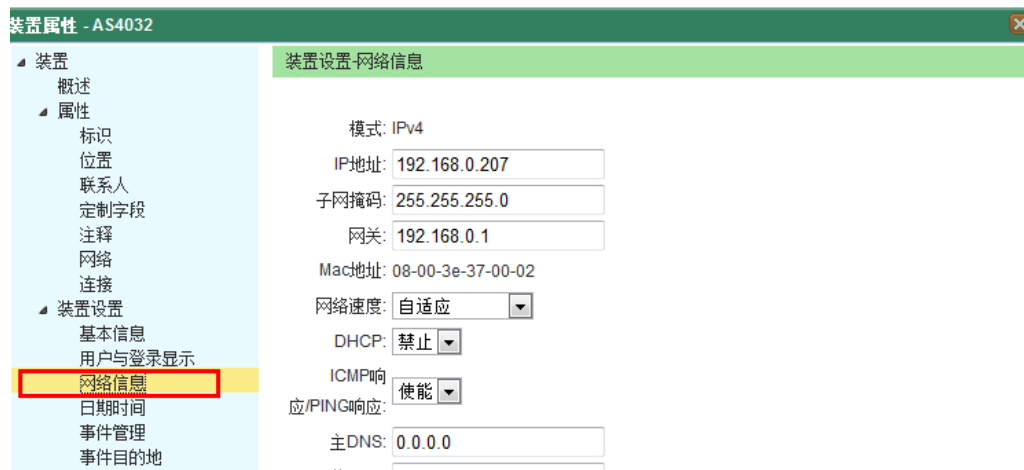 装置属性 - AS4032
装置
概述
属性
标识
位置
联系人
定制字段
注释
网络
连接
装置设置
基本信息
用户与登录显示
网络信息
日期时间
事件管理
事件目的地
装置设置-网络信息
模式: IPv4
IP地址: 192.168.0.207
子网掩码: 255.255.255.0
网关: 192.168.0.1
Mac地址: 08-00-3e-37-00-02
网络速度: 自适应
DHCP: 禁止
ICMP响
应/PING响应: 使能
主DNS: 0.0.0.0